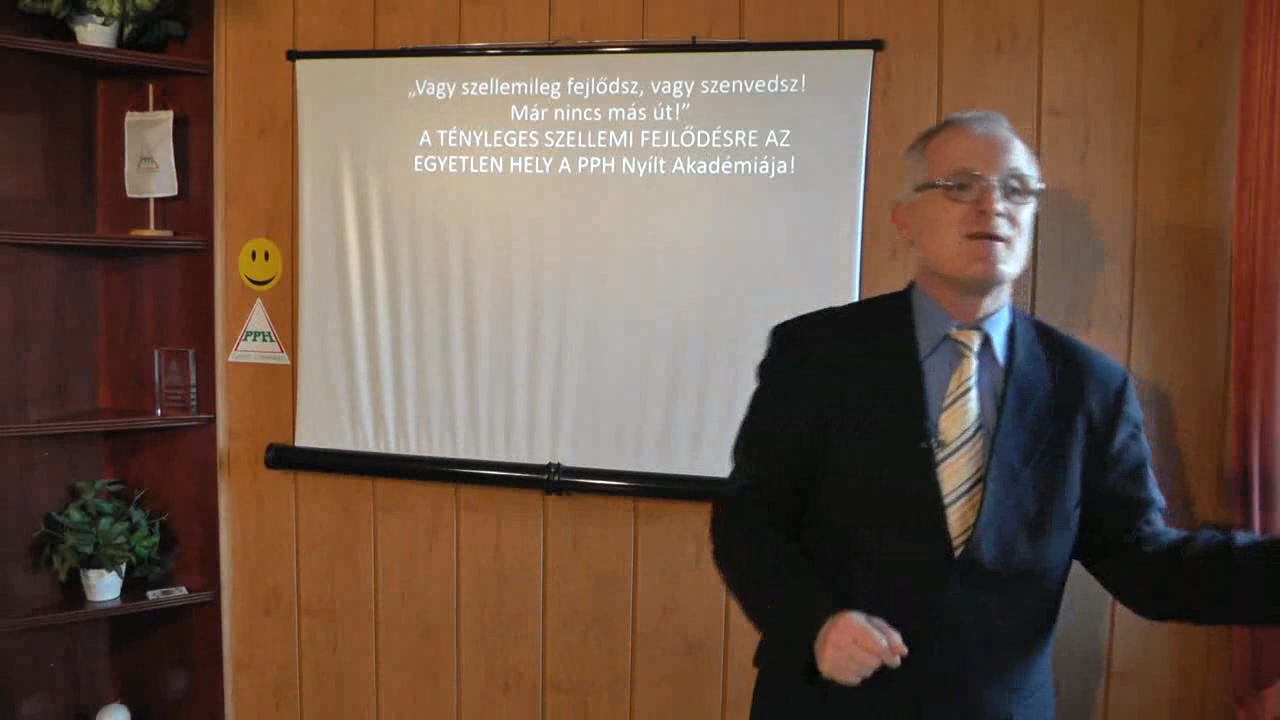 „Vagy szellemileg fejlődsz, vagy szenvedsz!
Már nincs más út!”
A TÉNYLEGES SZELLEMI FEJLŐDÉSRE AZ
EGYETLEN HELY A PPH Nyílt Akadémiája!
PPH
PPH